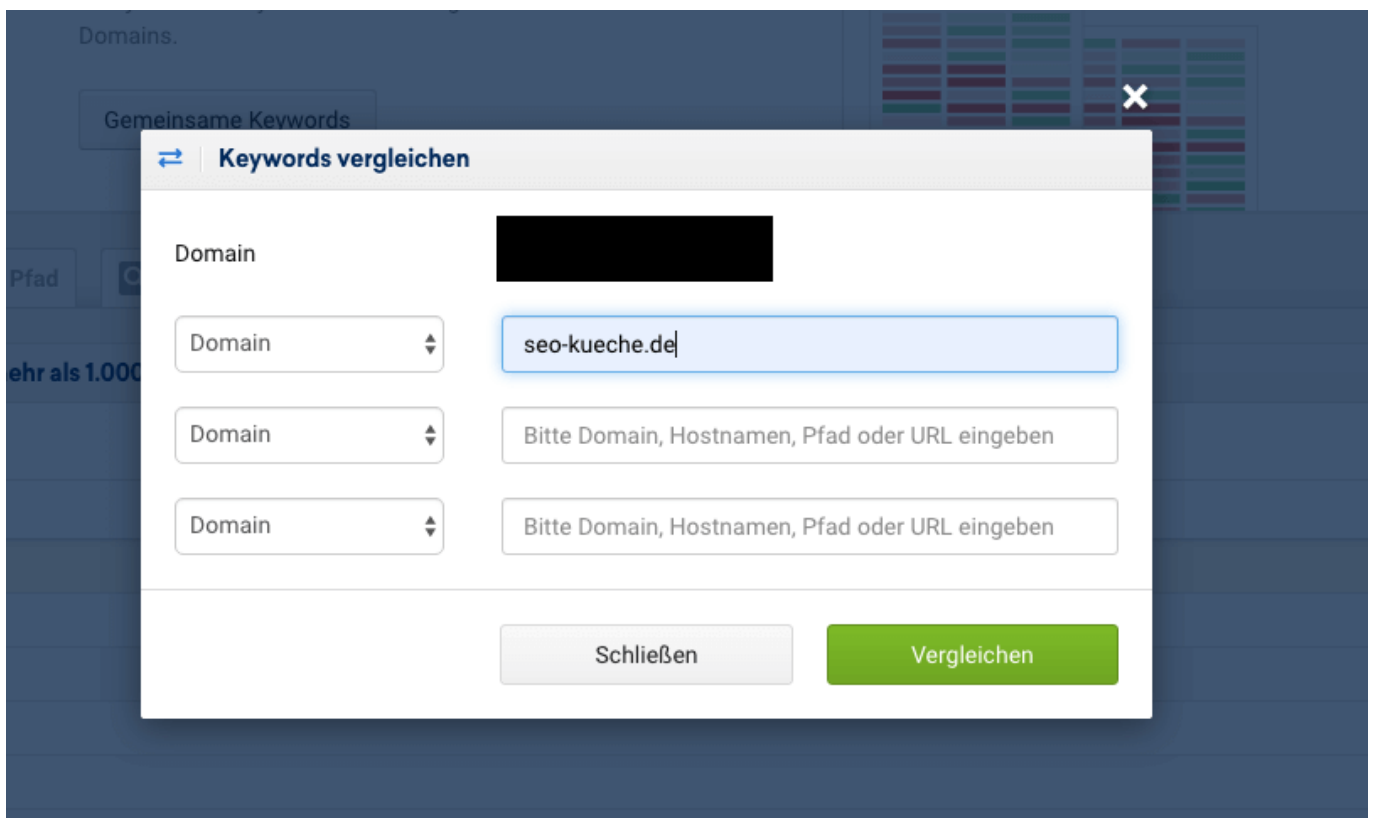 Domains.
Gemeinsame Keywords
Keywords vergleichen
Domain
Pfad
Domain
seo-kueche.de
ehr als 1.000
Domain
Bitte Domain, Hostnamen, Pfad oder URL eingeben
Domain
Bitte Domain, Hostnamen, Pfad oder URL eingeben
Schließen
Vergleichen